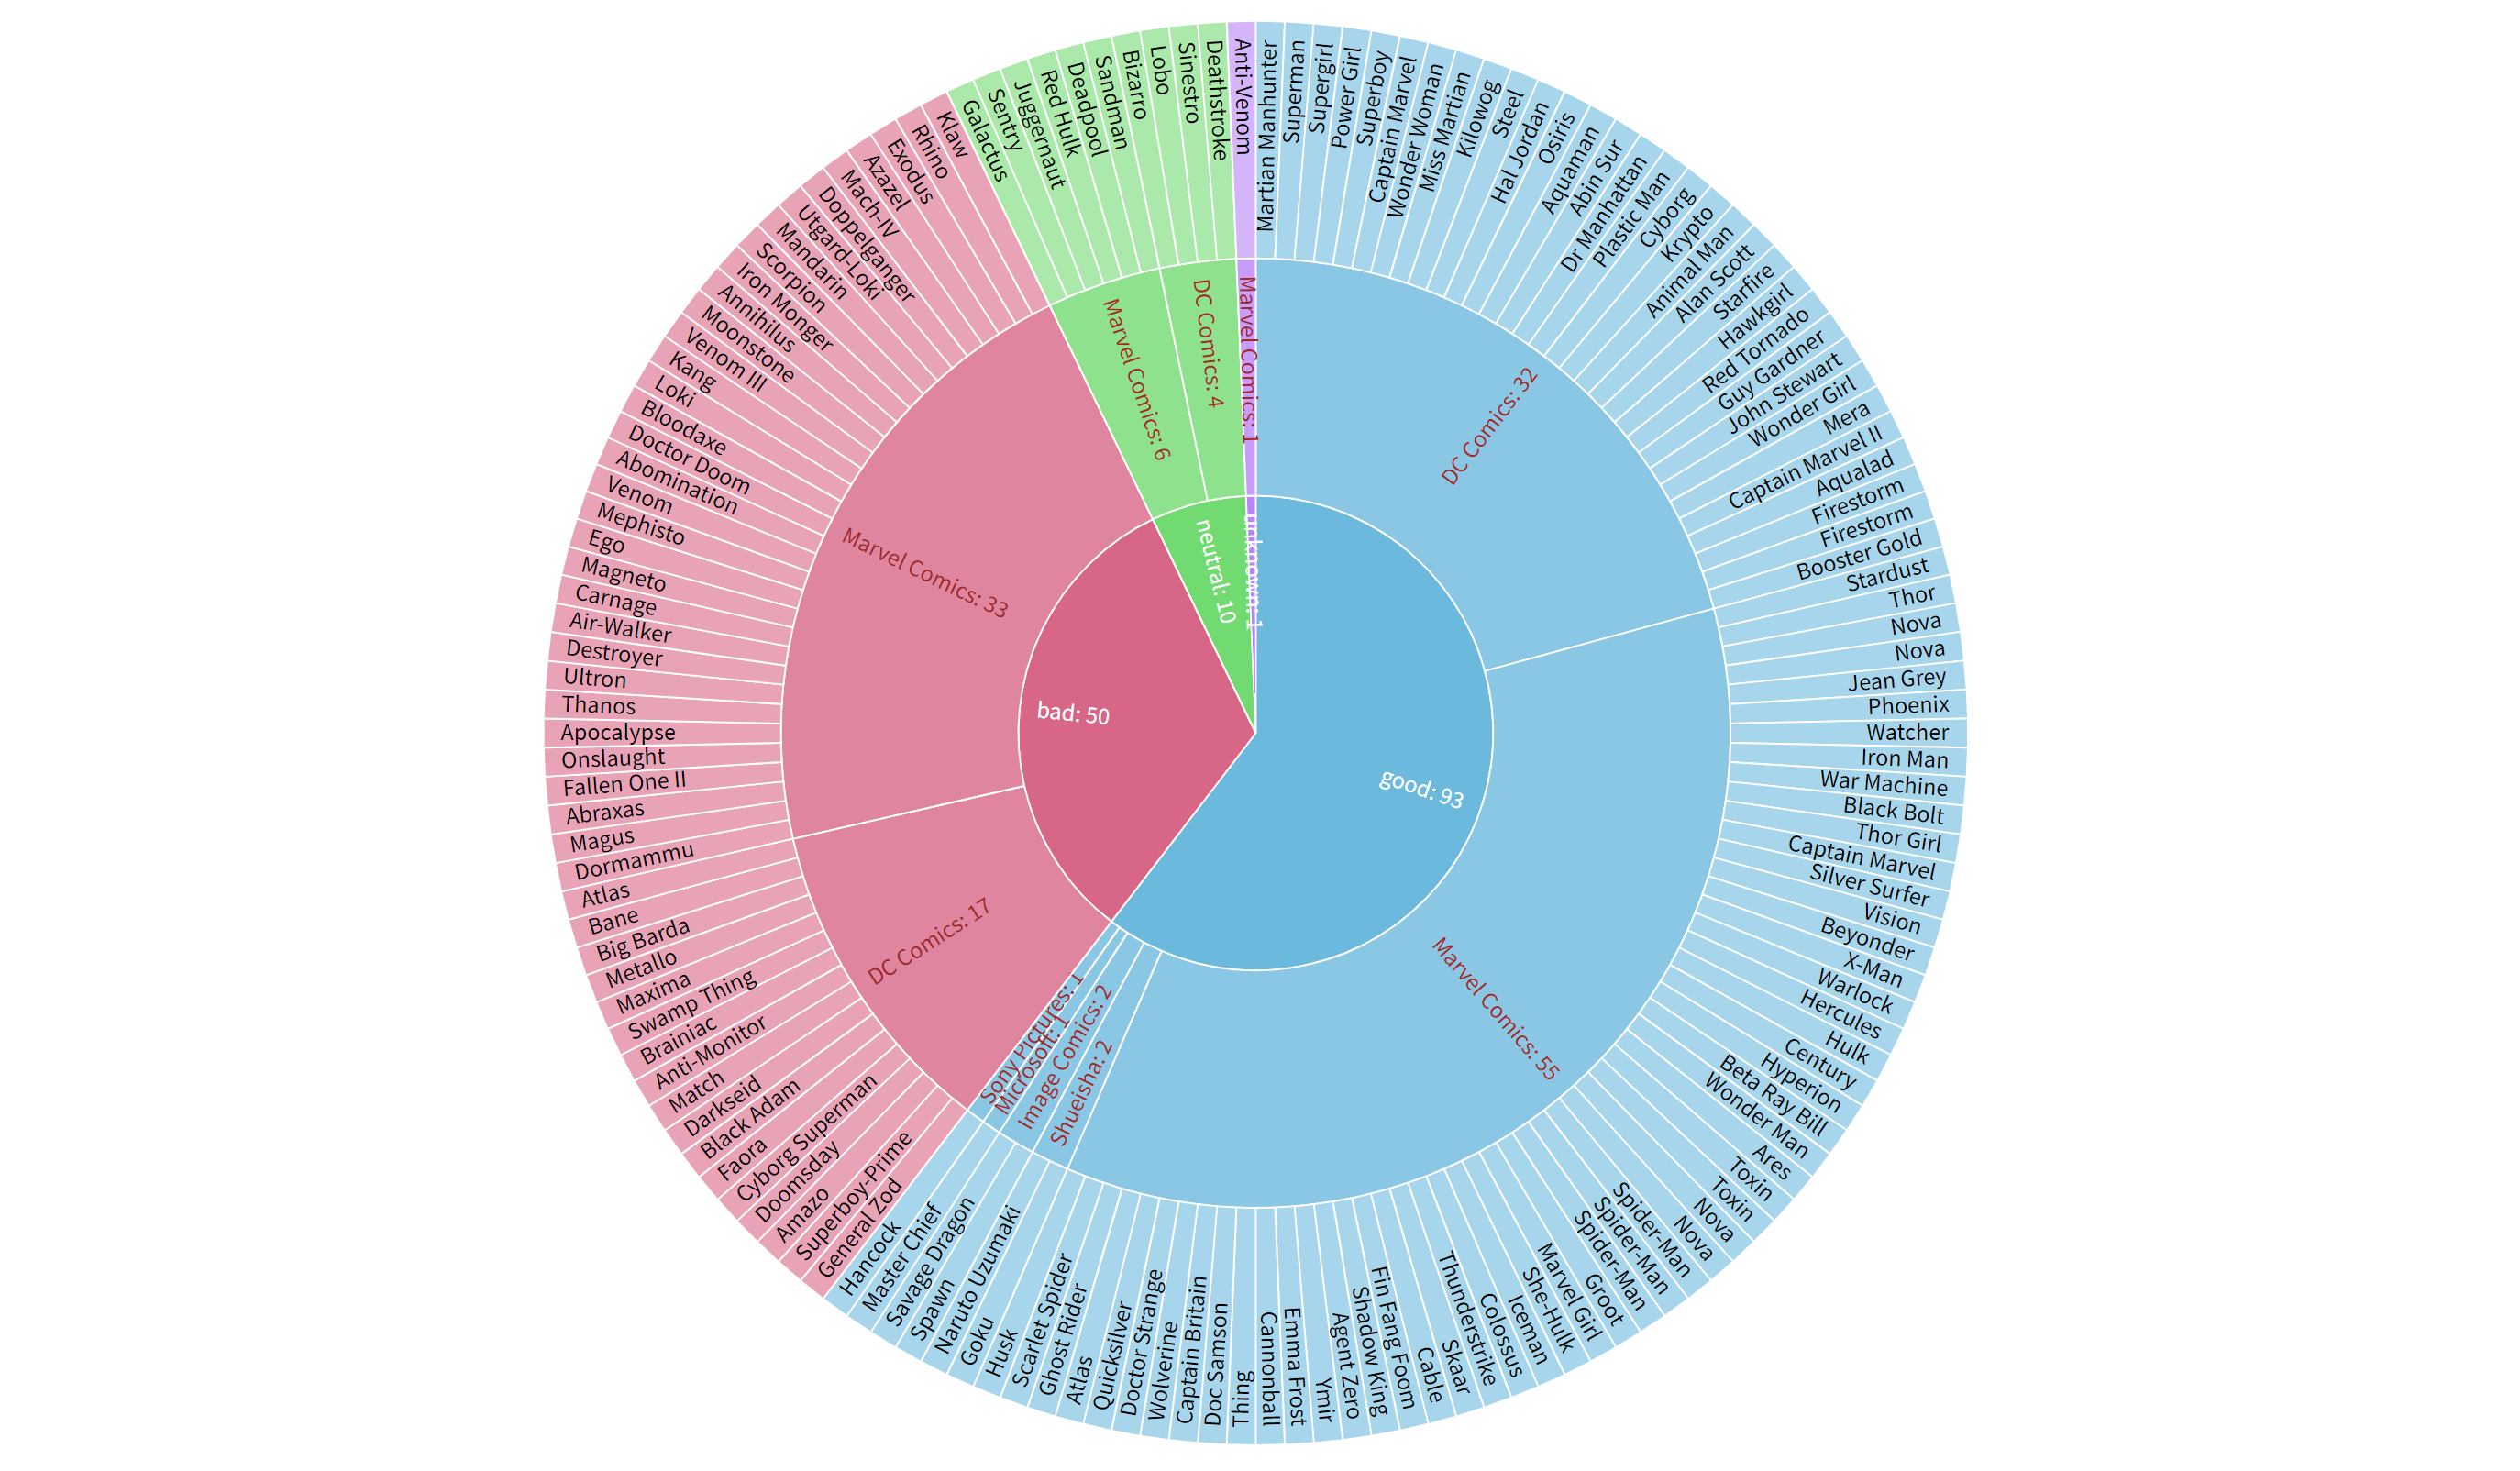 good: 93
bad: 50
neutral: 10
unknown: 1
DC Comics: 32
Marvel Comics: 55
Shueisha: 2
Image Comics: 2
Microsoft: 1
Sony Pictures: 1
DC Comics: 17
Marvel Comics: 33
Marvel Comics: 6
DC Comics: 4
Marvel Comics: 1
Martian Manhunter
Superman
Supergirl
Power Girl
Superboy
Captain Marvel
Wonder Woman
Miss Martian
Kilowog
Steel
Hal Jordan
Osiris
Aquaman
Abin Sur
Dr Manhattan
Plastic Man
Cyborg
Krypto
Animal Man
Alan Scott
Starfire
Hawkgirl
Red Tornado
Guy Gardner
John Stewart
Wonder Girl
Mera
Captain Marvel II
Aqualad
Firestorm
Firestorm
Booster Gold
Stardust
Thor
Nova
Nova
Jean Grey
Phoenix
Watcher
Iron Man
War Machine
Black Bolt
Thor Girl
Captain Marvel
Silver Surfer
Vision
Beyonder
X-Man
Warlock
Hercules
Hulk
Century
Hyperion
Beta Ray Bill
Wonder Man
Ares
Toxin
Toxin
Nova
Nova
Spider-Man
Spider-Man
Spider-Man
Groot
Marvel Girl
She-Hulk
Iceman
Colossus
Thunderstrike
Skaar
Cable
Fin Fang Foom
Shadow King
Agent Zero
Ymir
Emma Frost
Cannonball
Thing
Doc Samson
Captain Britain
Wolverine
Doctor Strange
Quicksilver
Atlas
Ghost Rider
Scarlet Spider
Husk
Goku
Naruto Uzumaki
Spawn
Savage Dragon
Master Chief
Hancock
General Zod
Superboy-Prime
Amazo
Doomsday
Cyborg Superman
Faora
Black Adam
Darkseid
Match
Anti-Monitor
Brainiac
Swamp Thing
Maxima
Metallo
Big Barda
Bane
Atlas
Dormammu
Magus
Abraxas
Fallen One II
Onslaught
Apocalypse
Thanos
Ultron
Destroyer
Air-Walker
Carnage
Magneto
Ego
Mephisto
Venom
Abomination
Doctor Doom
Bloodaxe
Loki
Kang
Venom III
Moonstone
Annihilus
Iron Monger
Scorpion
Mandarin
Utgard-Loki
Doppelganger
Mach-IV
Azazel
Exodus
Rhino
Klaw
Galactus
Sentry
Juggernaut
Red Hulk
Deadpool
Sandman
Bizarro
Lobo
Sinestro
Deathstroke
Anti-Venom